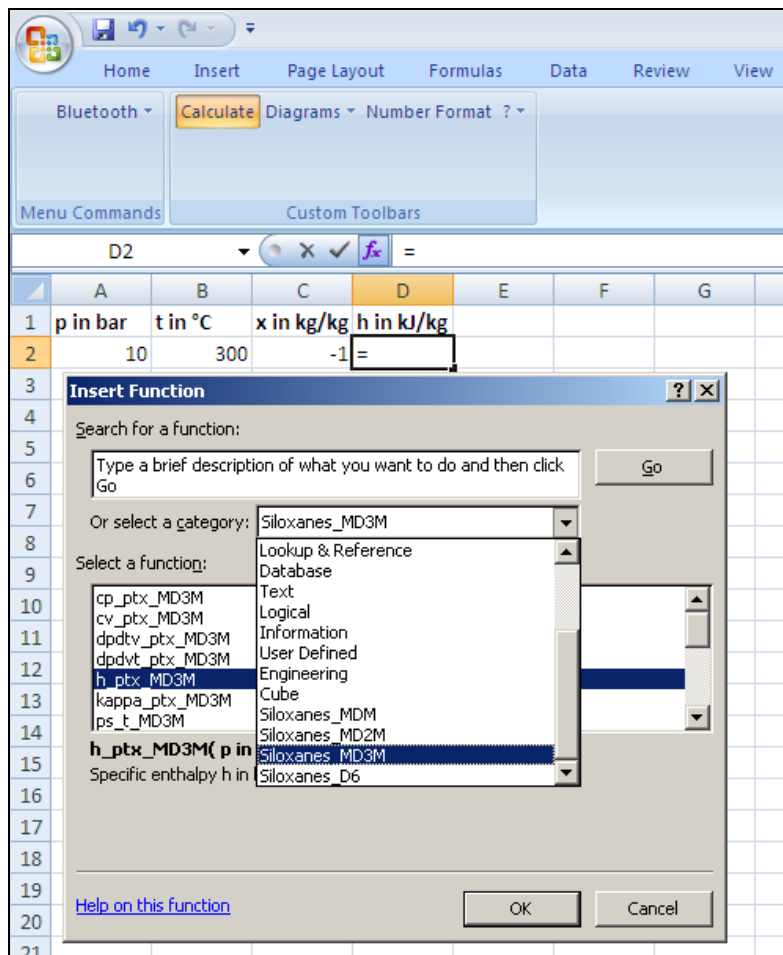 Home Insert Page Layout Formulas Data Review View
Bluetooth Calculate Diagrams Number Format ?
Menu Commands Custom Toolbars
D2 fx =
A B C D E F G
1 p in bar t in °C x in kg/kg h in kJ/kg
2 10 300 -1 =
3
Insert Function ?
4
Search for a function:
5
Type a brief description of what you want to do and then click
Go
Go
6
7
Or select a category: Siloxanes_MD3M
8
Lookup & Reference
Database
Text
Logical
Information
User Defined
Engineering
Cube
Siloxanes_MDM
Siloxanes_MD2M
Siloxanes_MD3M
Siloxanes_D6
Select a function:
9
10
cp_ptx_MD3M
cv_ptx_MD3M
11
dpdtv_ptx_MD3M
dpdvt_ptx_MD3M
12
h_ptx_MD3M
13
kappa_ptx_MD3M
ps_t_MD3M
14
h_ptx_MD3M( p in
15
Specific enthalpy h in
16
17
18
19
Help on this function OK Cancel
20
21